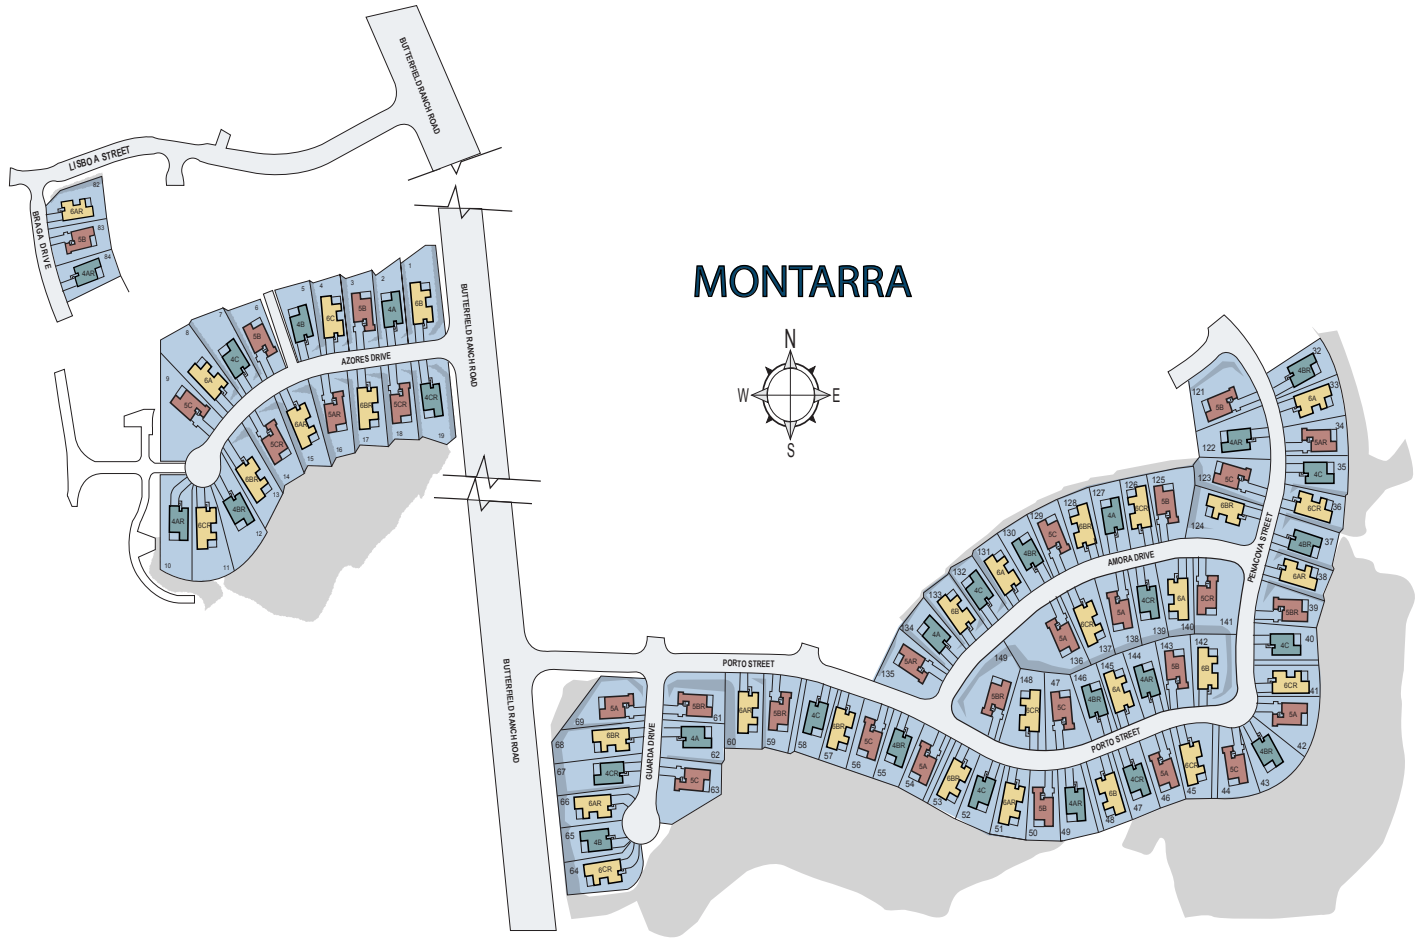 MONTARRA
N
W
E
S
BUTTERFIELD RANCH ROAD
LISBOA STREET
BRAGA DRIVE
82
6AR
83
5B
84
4AR
BUTTERFIELD RANCH ROAD
AZORES DRIVE
1
6B
2
4A
3
5B
4
6C
5
4B
6
5B
7
4C
8
6A
9
5C
10
4AR
11
6CR
12
4BR
13
6BR
14
5CR
15
6AR
16
5AR
17
6BR
18
5CR
19
4CR
BUTTERFIELD RANCH ROAD
PORTO STREET
GUARDA DRIVE
69
5A
68
6BR
67
4CR
66
6AR
65
4B
64
6CR
61
5BR
62
4A
63
5C
60
6AR
59
5BR
58
4C
57
6BR
56
5C
55
4BR
54
5A
53
6BR
52
4C
51
6AR
50
5B
49
4AR
48
6B
47
4CR
46
5A
45
6CR
44
5C
43
4BR
42
5A
41
6CR
40
4C
39
5BR
38
6AR
37
4BR
36
6CR
35
4C
34
5AR
33
6A
32
4BR
PENACOVA STREET
121
5B
122
4AR
123
5C
124
6BR
125
5B
126
6CR
127
4A
128
6BR
129
5C
130
4BR
131
6A
132
4C
133
6B
134
4A
135
5AR
AMORA DRIVE
136
5A
137
6CR
138
5A
139
4CR
140
6A
141
5CR
142
6B
143
5B
144
4AR
145
6A
146
4BR
47
5C
148
6CR
149
5BR
PORTO STREET